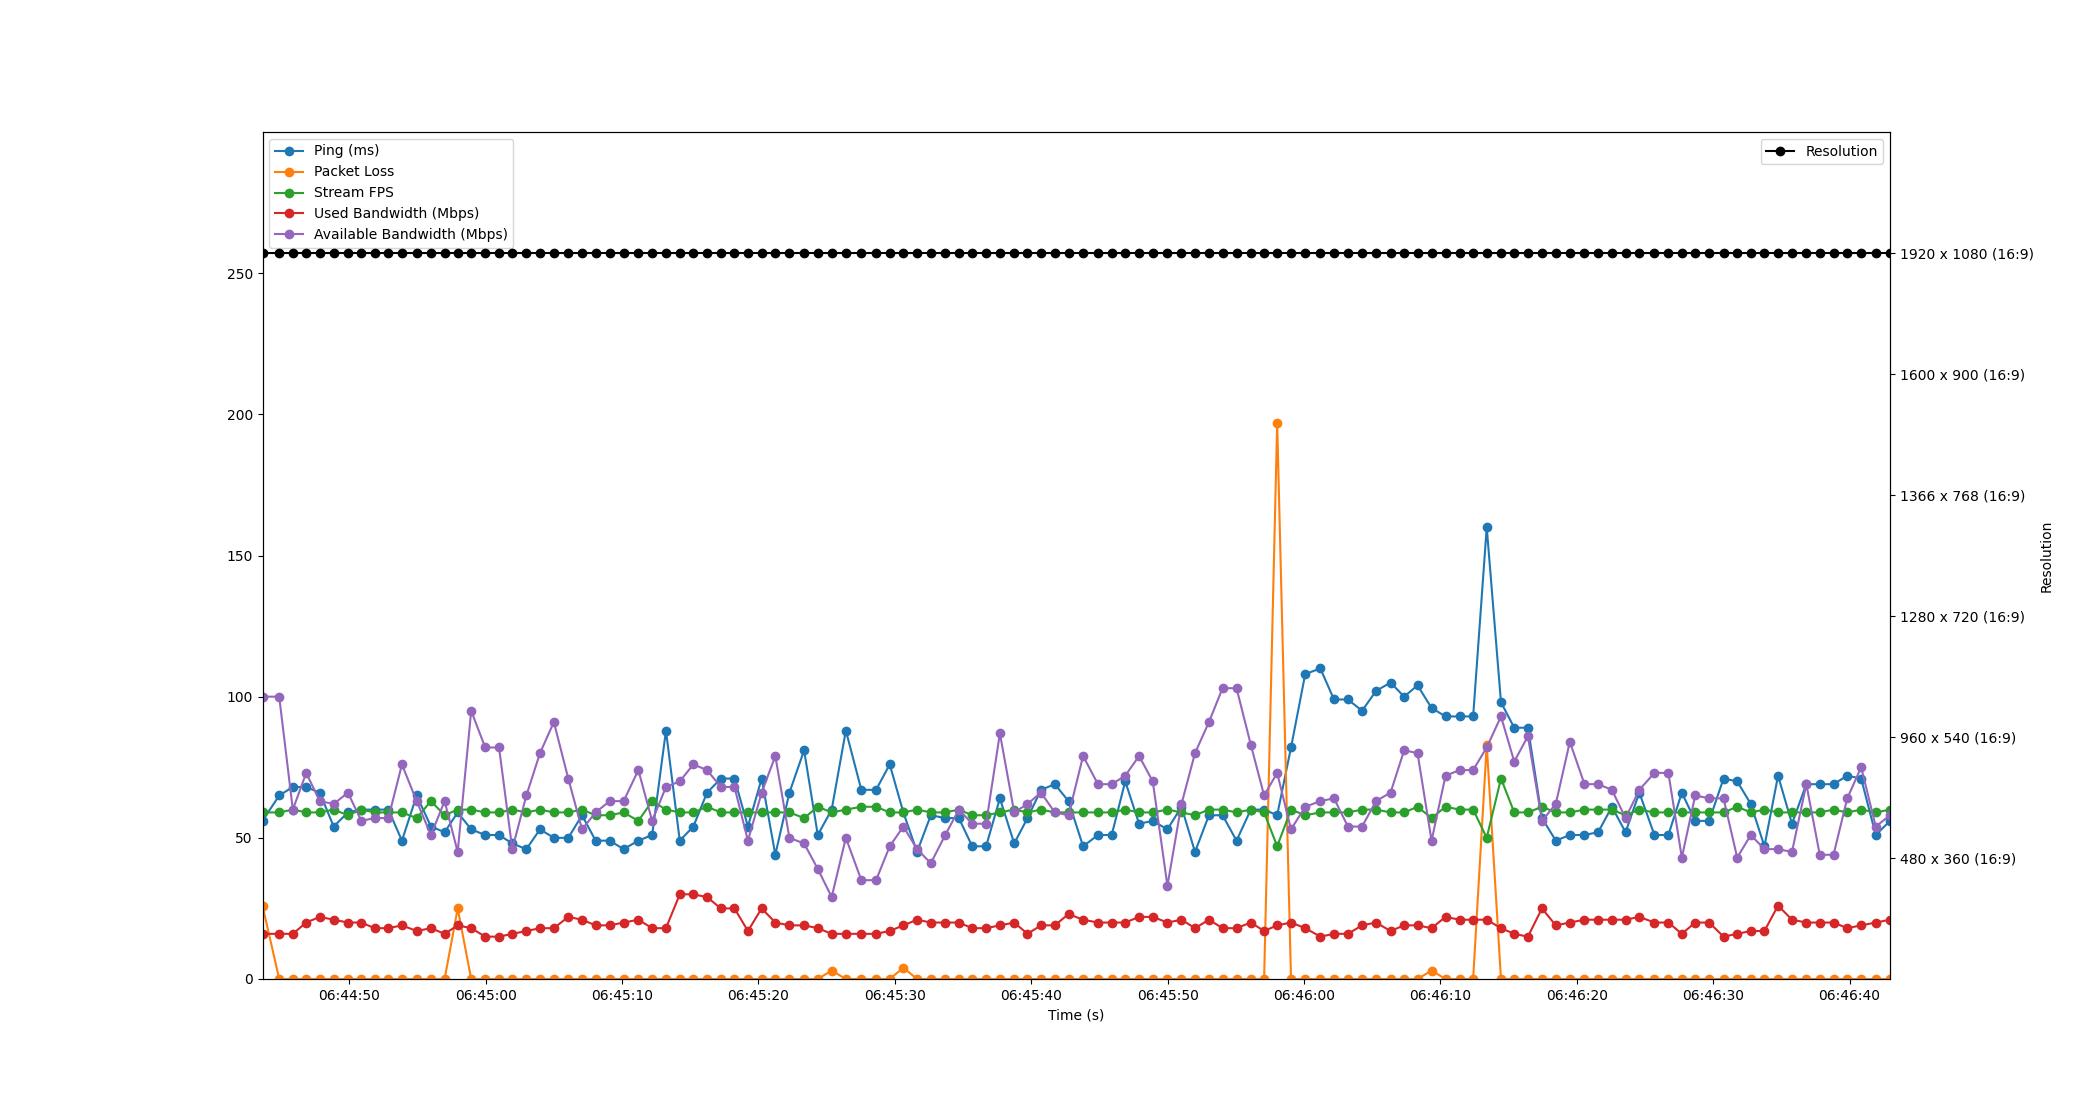 Ping (ms)
Packet Loss
Stream FPS
Used Bandwidth (Mbps)
Available Bandwidth (Mbps)
Resolution
250
200
150
100
50
0
1920 x 1080 (16:9)
1600 x 900 (16:9)
1366 x 768 (16:9)
1280 x 720 (16:9)
960 x 540 (16:9)
480 x 360 (16:9)
Resolution
06:44:50
06:45:00
06:45:10
06:45:20
06:45:30
06:45:40
06:45:50
06:46:00
06:46:10
06:46:20
06:46:30
06:46:40
Time (s)